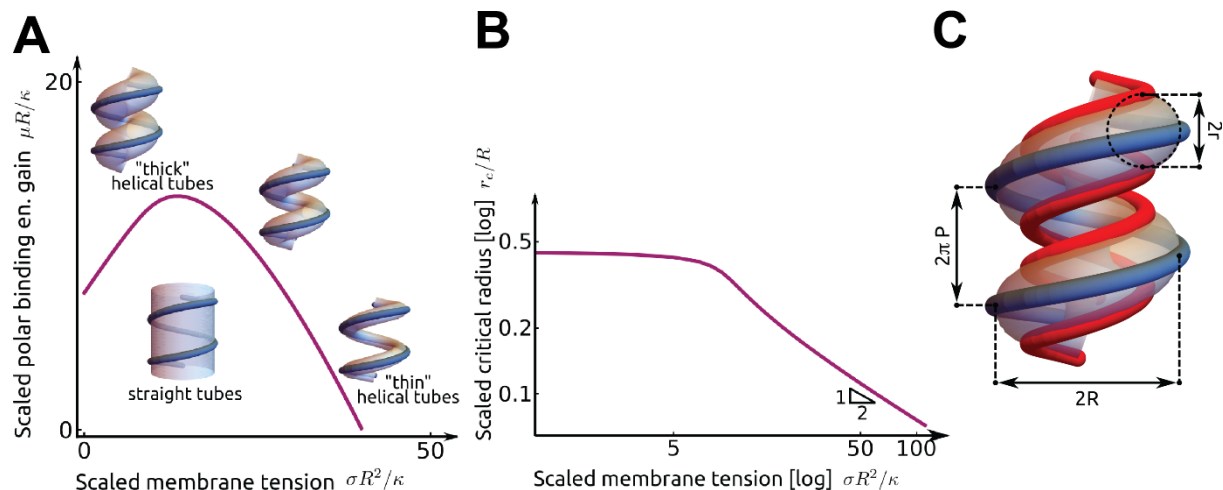 A
Scaled polar binding en. gain μR/κ
20
0
"thick"
helical tubes
straight tubes
"thin"
helical tubes
0
50
Scaled membrane tension σR²/κ
B
Scaled critical radius [log] r_c/R
0.5
0.2
0.1
1
2
5
50
100
Scaled membrane tension [log] σR²/κ
C
2r
2π P
2R